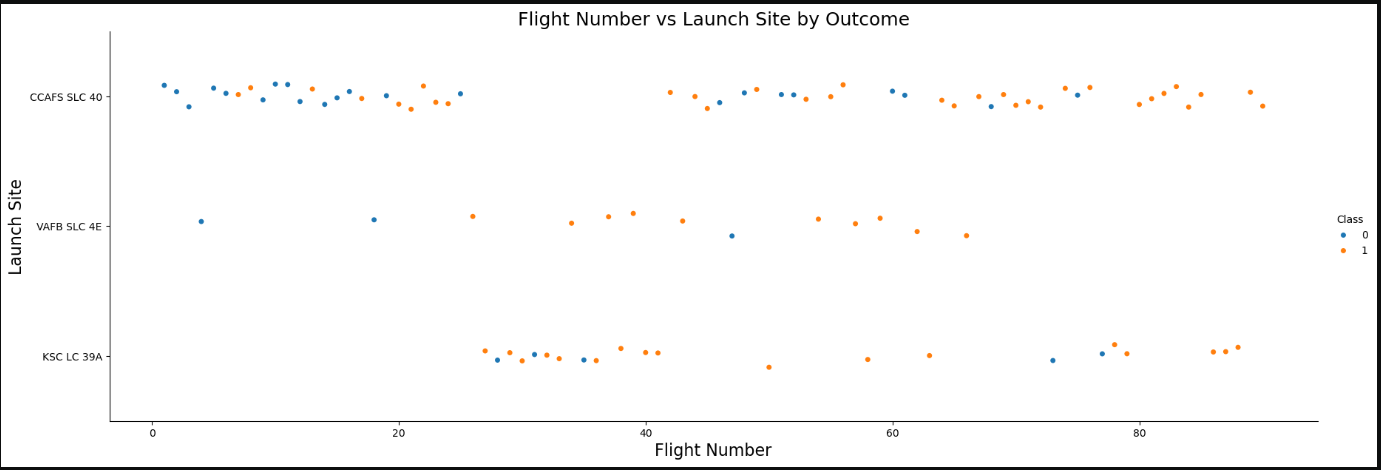 Flight Number vs Launch Site by Outcome
Launch Site
CCAFS SLC 40
VAFB SLC 4E
KSC LC 39A
0 20 40 60 80
Flight Number
Class
0
1